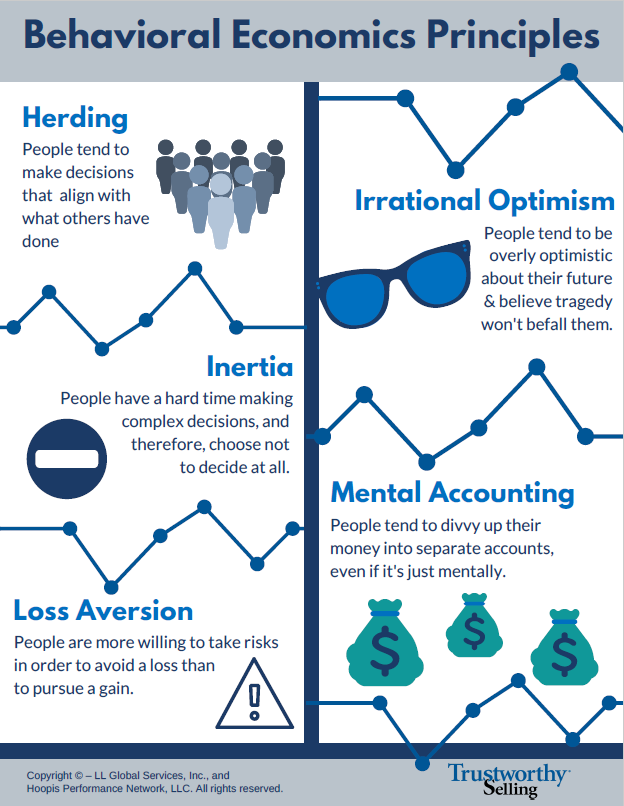 Behavioral Economics Principles
Herding
People tend to
make decisions
that align with
what others have
done
Inertia
People have a hard time making
complex decisions, and
therefore, choose not
to decide at all.
Loss Aversion
People are more willing to take risks
in order to avoid a loss than
to pursue a gain.
!
Irrational Optimism
People tend to be
overly optimistic
about their future
& believe tragedy
won't befall them.
Mental Accounting
People tend to divvy up their
money into separate accounts,
even if it's just mentally.
$ $ $
Copyright © – LL Global Services, Inc., and
Hoopis Performance Network, LLC. All rights reserved.
Trustworthy
Selling